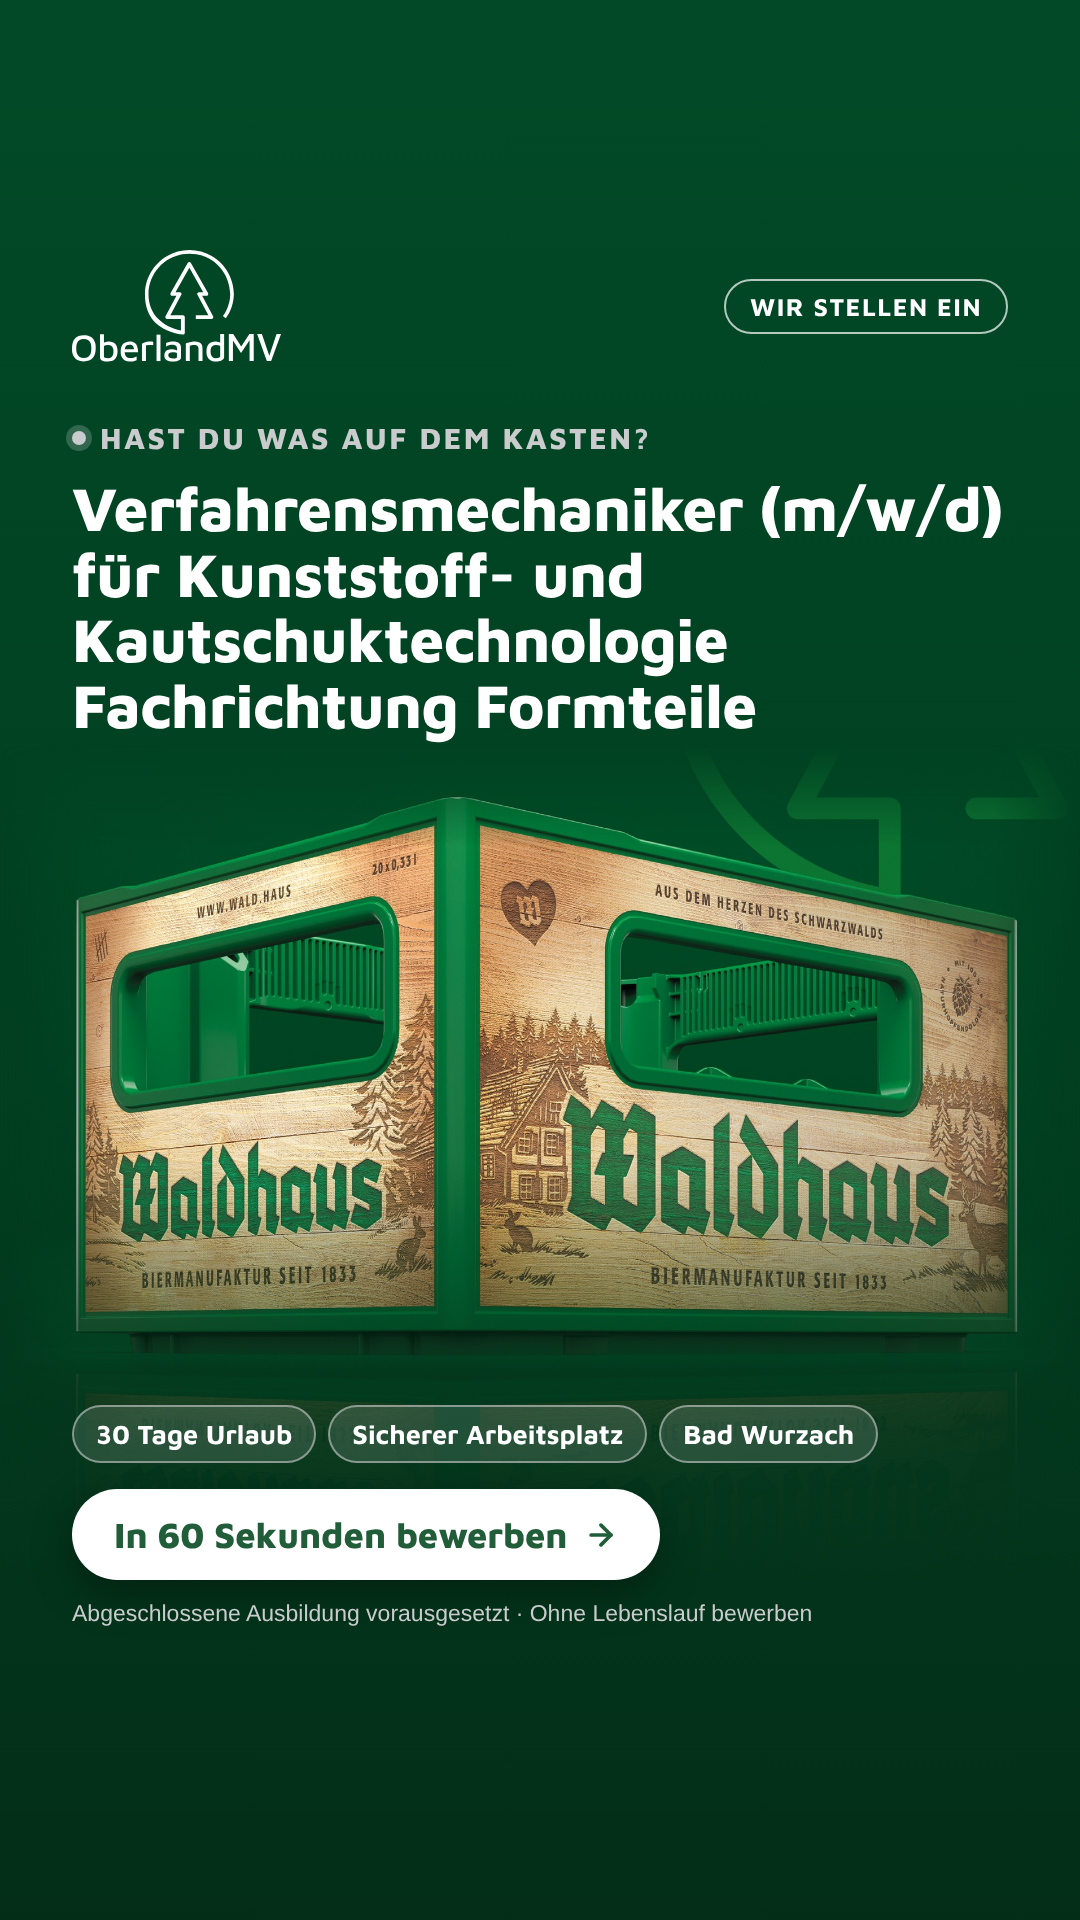 OberlandMV
WIR STELLEN EIN
HAST DU WAS AUF DEM KASTEN?
Verfahrensmechaniker (m/w/d)
für Kunststoff- und
Kautschuktechnologie
Fachrichtung Formteile
WWW.WALD.HAUS
20 x 0,33 l
Waldhaus
BIERMANUFAKTUR SEIT 1833
AUS DEM HERZEN DES SCHWARZWALDS
Waldhaus
BIERMANUFAKTUR SEIT 1833
30 Tage Urlaub
Sicherer Arbeitsplatz
Bad Wurzach
In 60 Sekunden bewerben →
Abgeschlossene Ausbildung vorausgesetzt · Ohne Lebenslauf bewerben